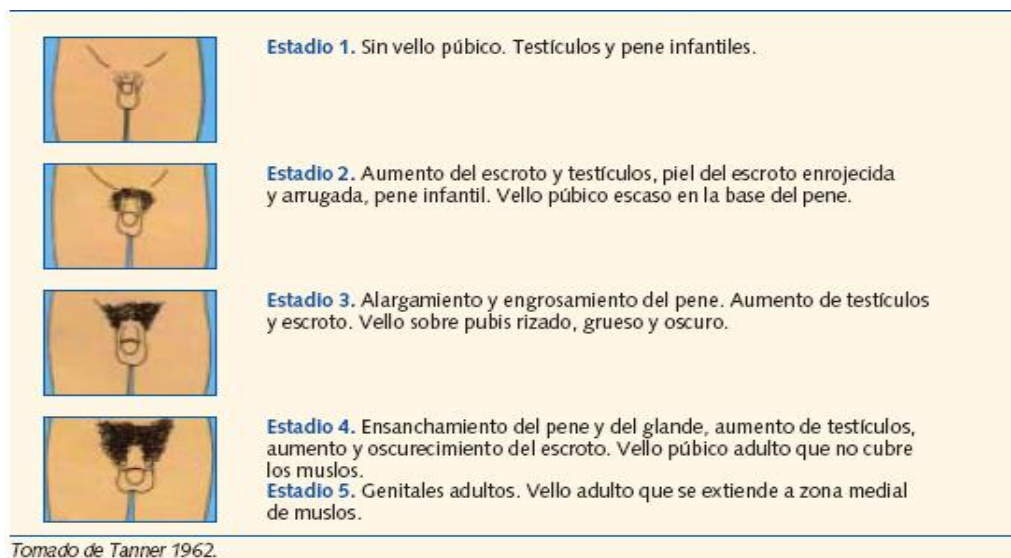 Estadio 1. Sin vello púbico. Testículos y pene infantiles.
Estadio 2. Aumento del escroto y testículos, piel del escroto enrojecida
y arrugada, pene infantil. Vello púbico escaso en la base del pene.
Estadio 3. Alargamiento y engrosamiento del pene. Aumento de testículos
y escroto. Vello sobre pubis rizado, grueso y oscuro.
Estadio 4. Ensanchamiento del pene y del glande, aumento de testículos,
aumento y oscurecimiento del escroto. Vello púbico adulto que no cubre
los muslos.
Estadio 5. Genitales adultos. Vello adulto que se extiende a zona medial
de muslos.
Tomado de Tanner 1962.